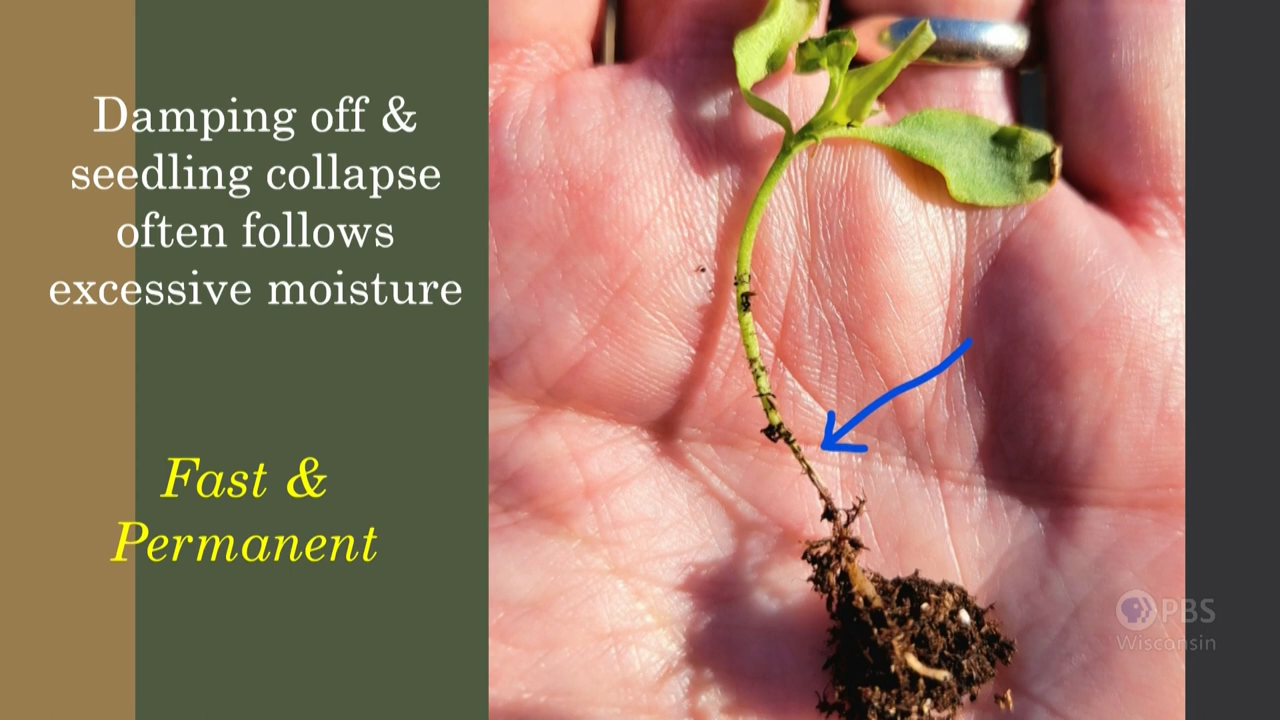 Damping off &
seedling collapse
often follows
excessive moisture
Fast &
Permanent
PBS
Wisconsin